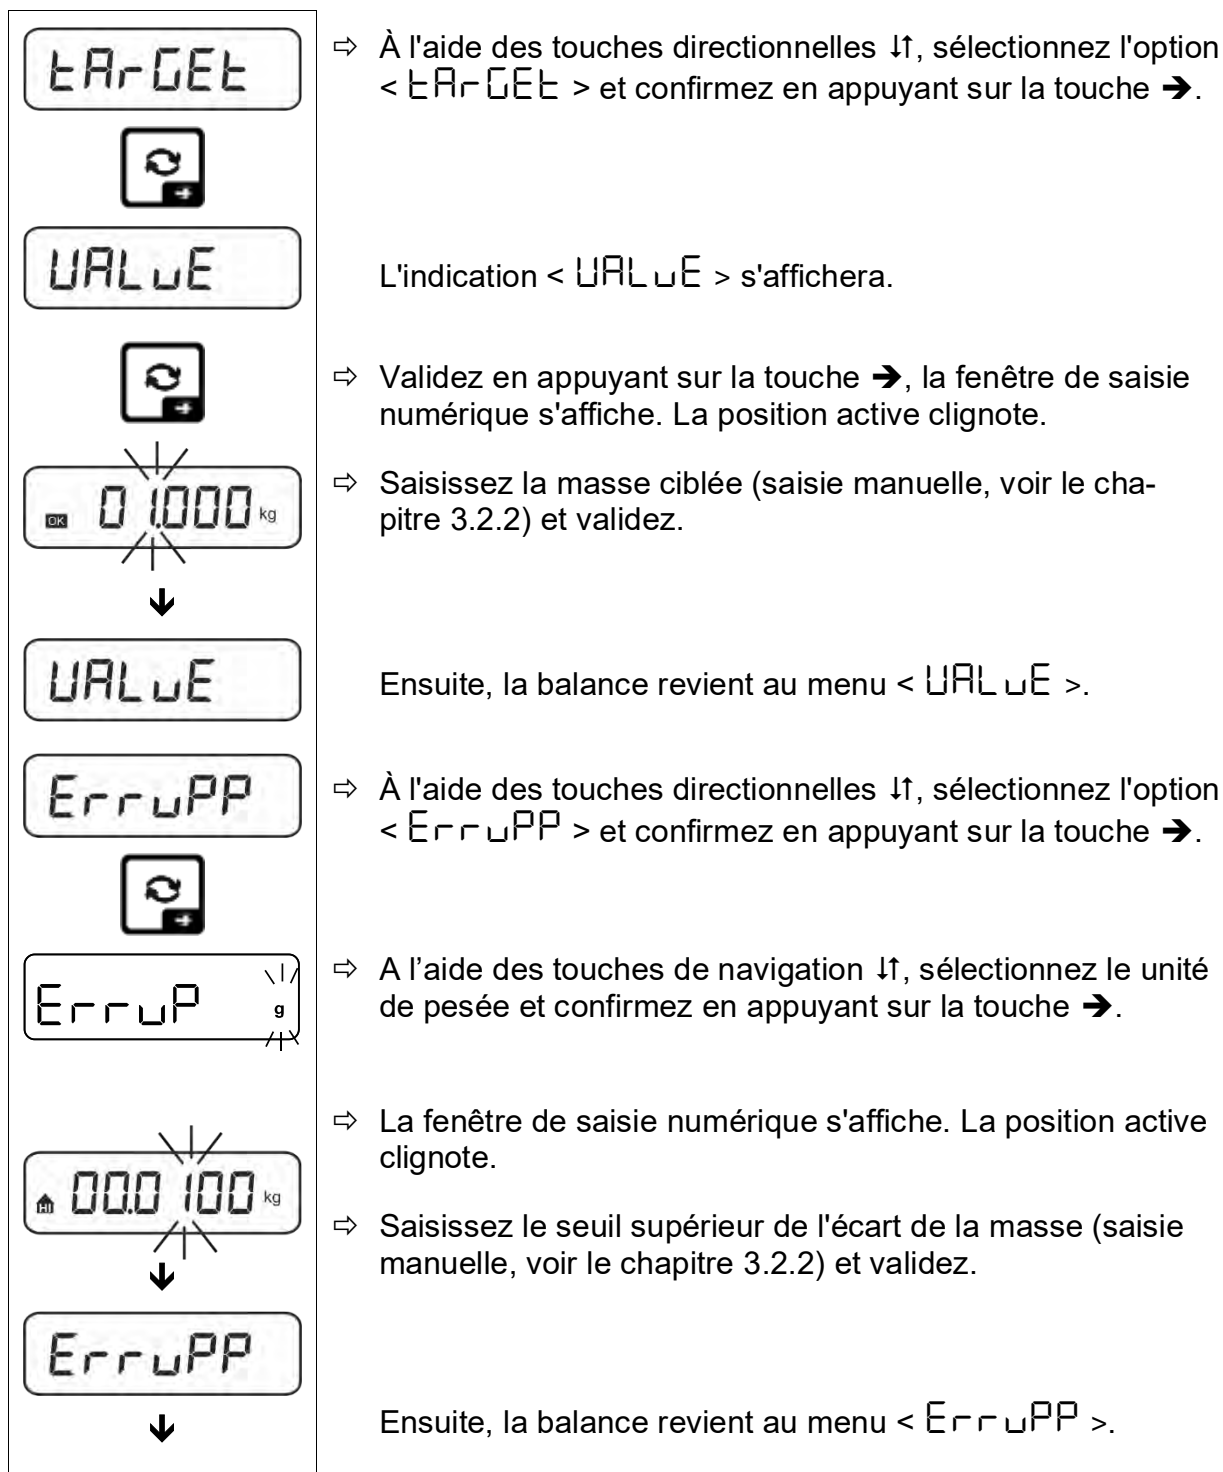 tArGEt
⇨ À l'aide des touches directionnelles ↓↑, sélectionnez l'option
< tArGEt > et confirmez en appuyant sur la touche ➔.
VALuE
L'indication < VALuE > s'affichera.
⇨ Validez en appuyant sur la touche ➔, la fenêtre de saisie
numérique s'affiche. La position active clignote.
OK 01.000 kg
⇨ Saisissez la masse ciblée (saisie manuelle, voir le cha-
pitre 3.2.2) et validez.
VALuE
Ensuite, la balance revient au menu < VALuE >.
ErruPP
⇨ À l'aide des touches directionnelles ↓↑, sélectionnez l'option
< ErruPP > et confirmez en appuyant sur la touche ➔.
ErruP g
⇨ A l’aide des touches de navigation ↓↑, sélectionnez le unité
de pesée et confirmez en appuyant sur la touche ➔.
⇨ La fenêtre de saisie numérique s'affiche. La position active
clignote.
HI 00.0100 kg
⇨ Saisissez le seuil supérieur de l'écart de la masse (saisie
manuelle, voir le chapitre 3.2.2) et validez.
ErruPP
Ensuite, la balance revient au menu < ErruPP >.